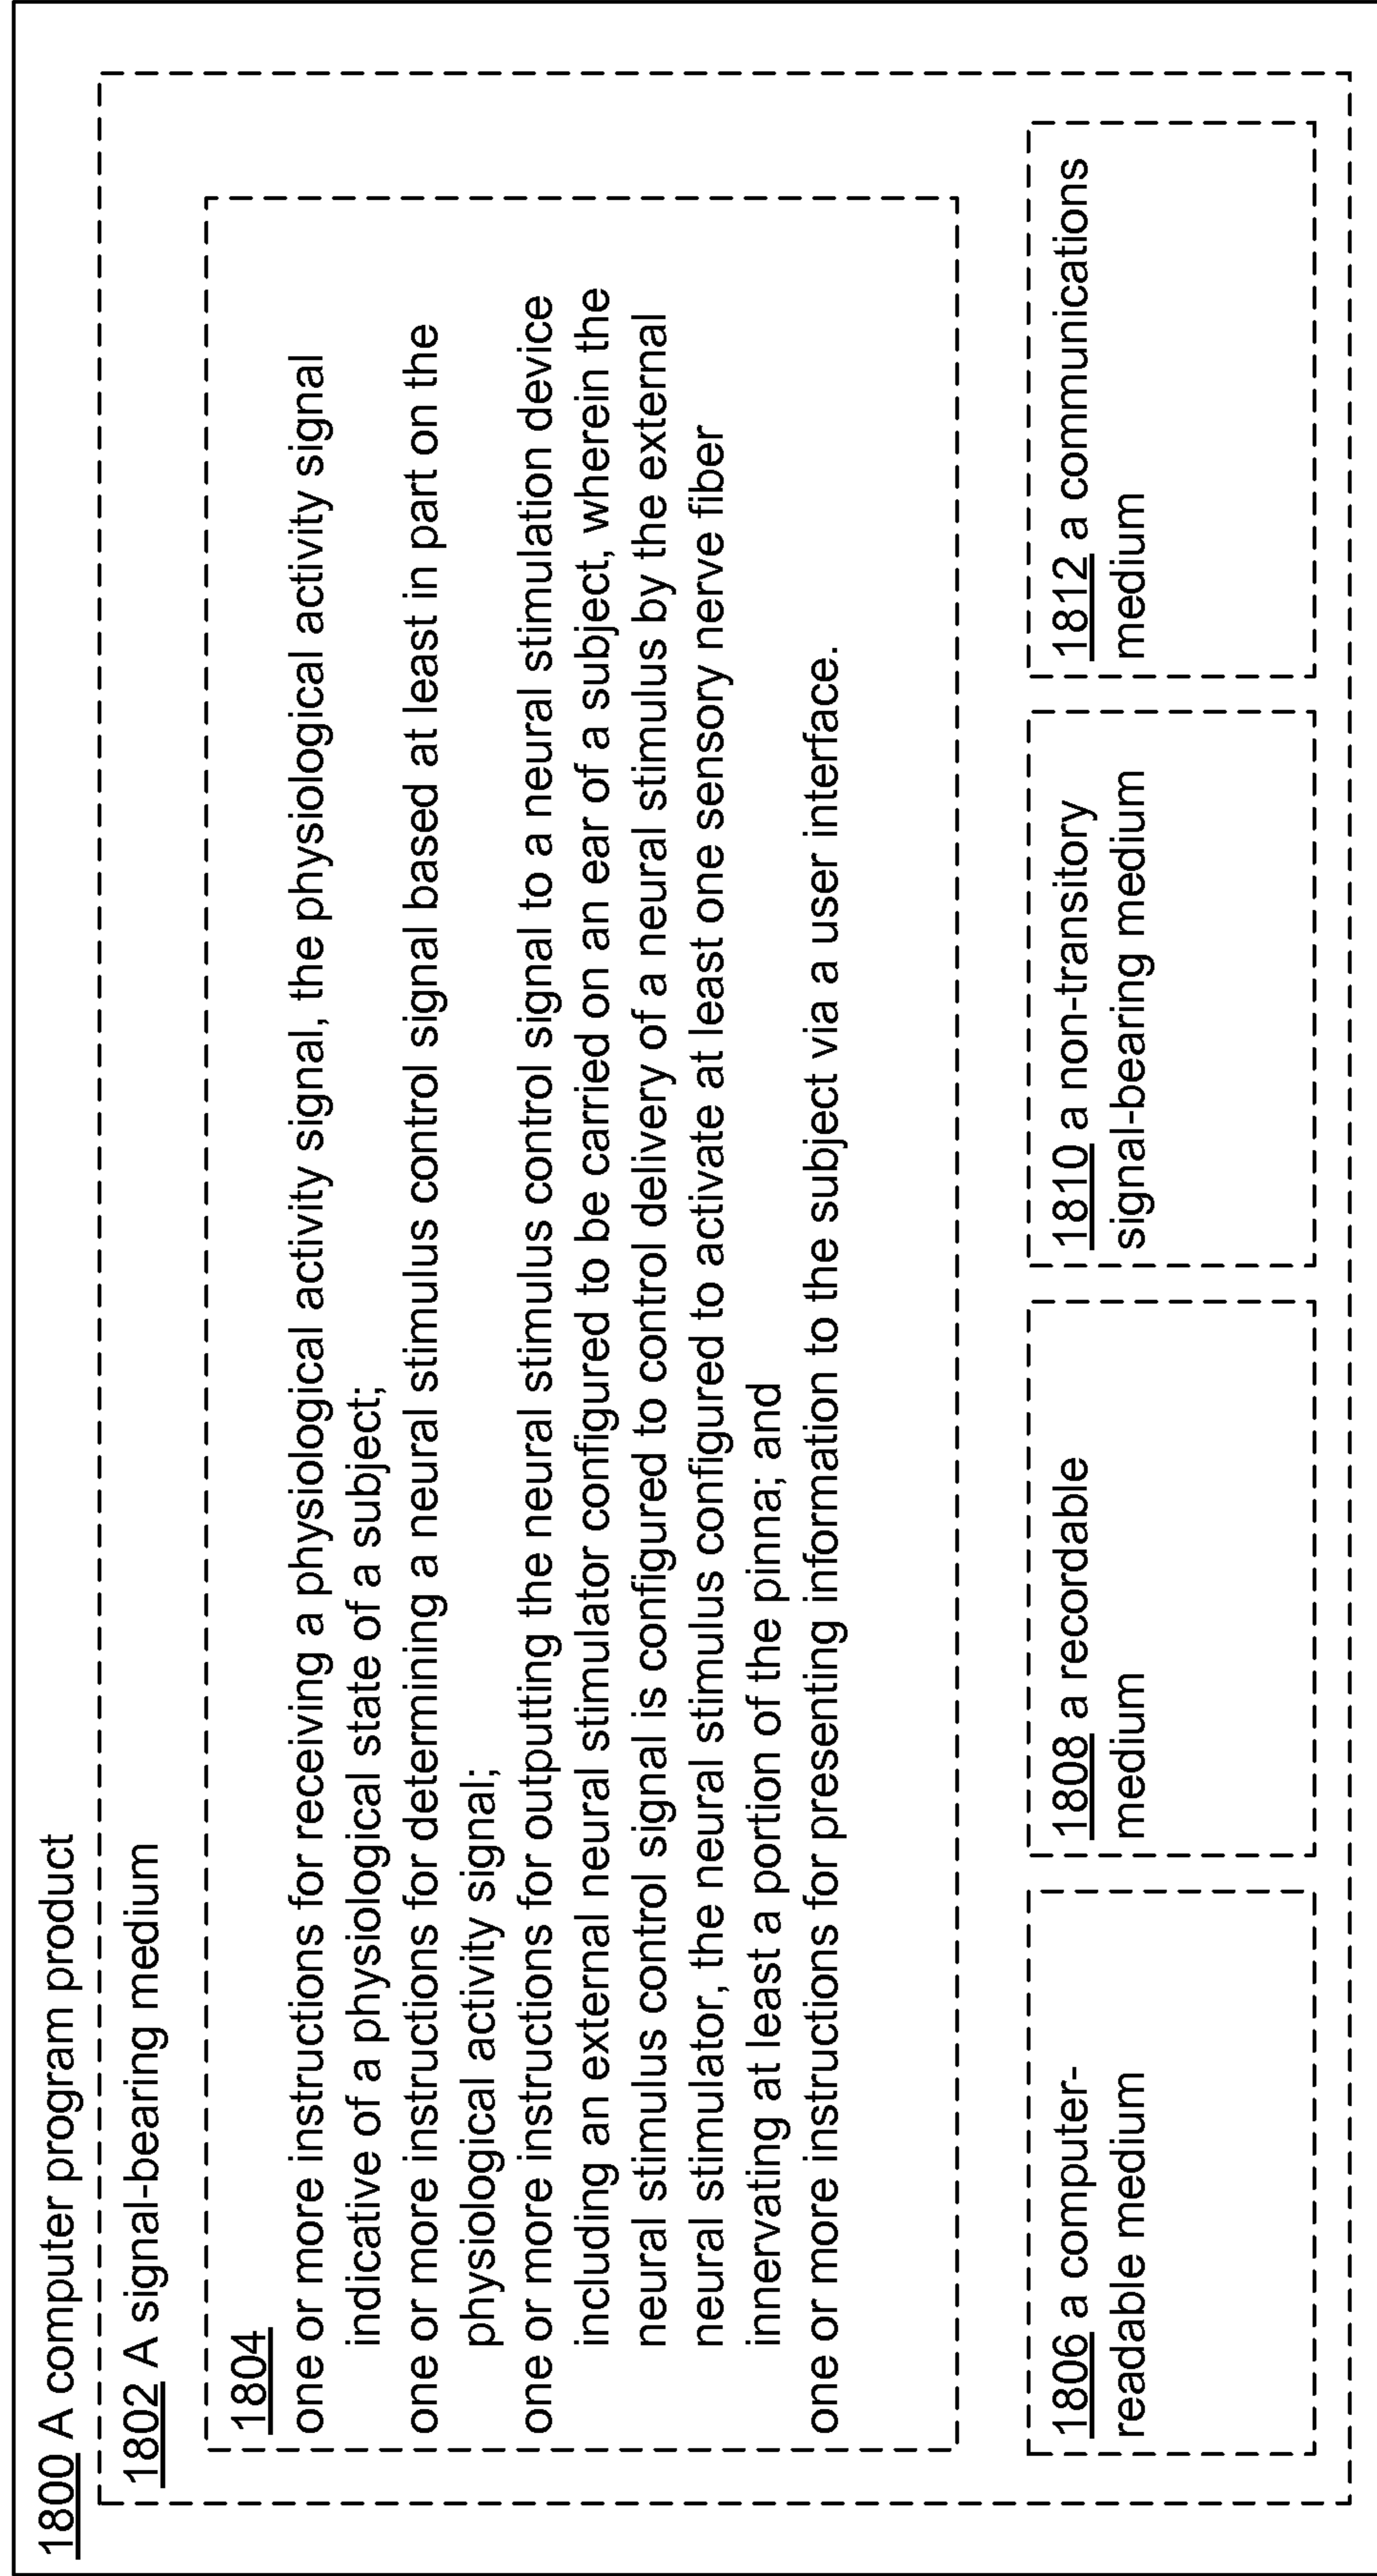 1800 A computer program product
1802 A signal-bearing medium
1804
one or more instructions for receiving a physiological activity signal, the physiological activity signal
indicative of a physiological state of a subject;
one or more instructions for determining a neural stimulus control signal based at least in part on the
physiological activity signal;
one or more instructions for outputting the neural stimulus control signal to a neural stimulation device
including an external neural stimulator configured to be carried on an ear of a subject, wherein the
neural stimulus control signal is configured to control delivery of a neural stimulus by the external
neural stimulator, the neural stimulus configured to activate at least one sensory nerve fiber
innervating at least a portion of the pinna; and
one or more instructions for presenting information to the subject via a user interface.
1806 a computer-
readable medium
1808 a recordable
medium
1810 a non-transitory
signal-bearing medium
1812 a communications
medium